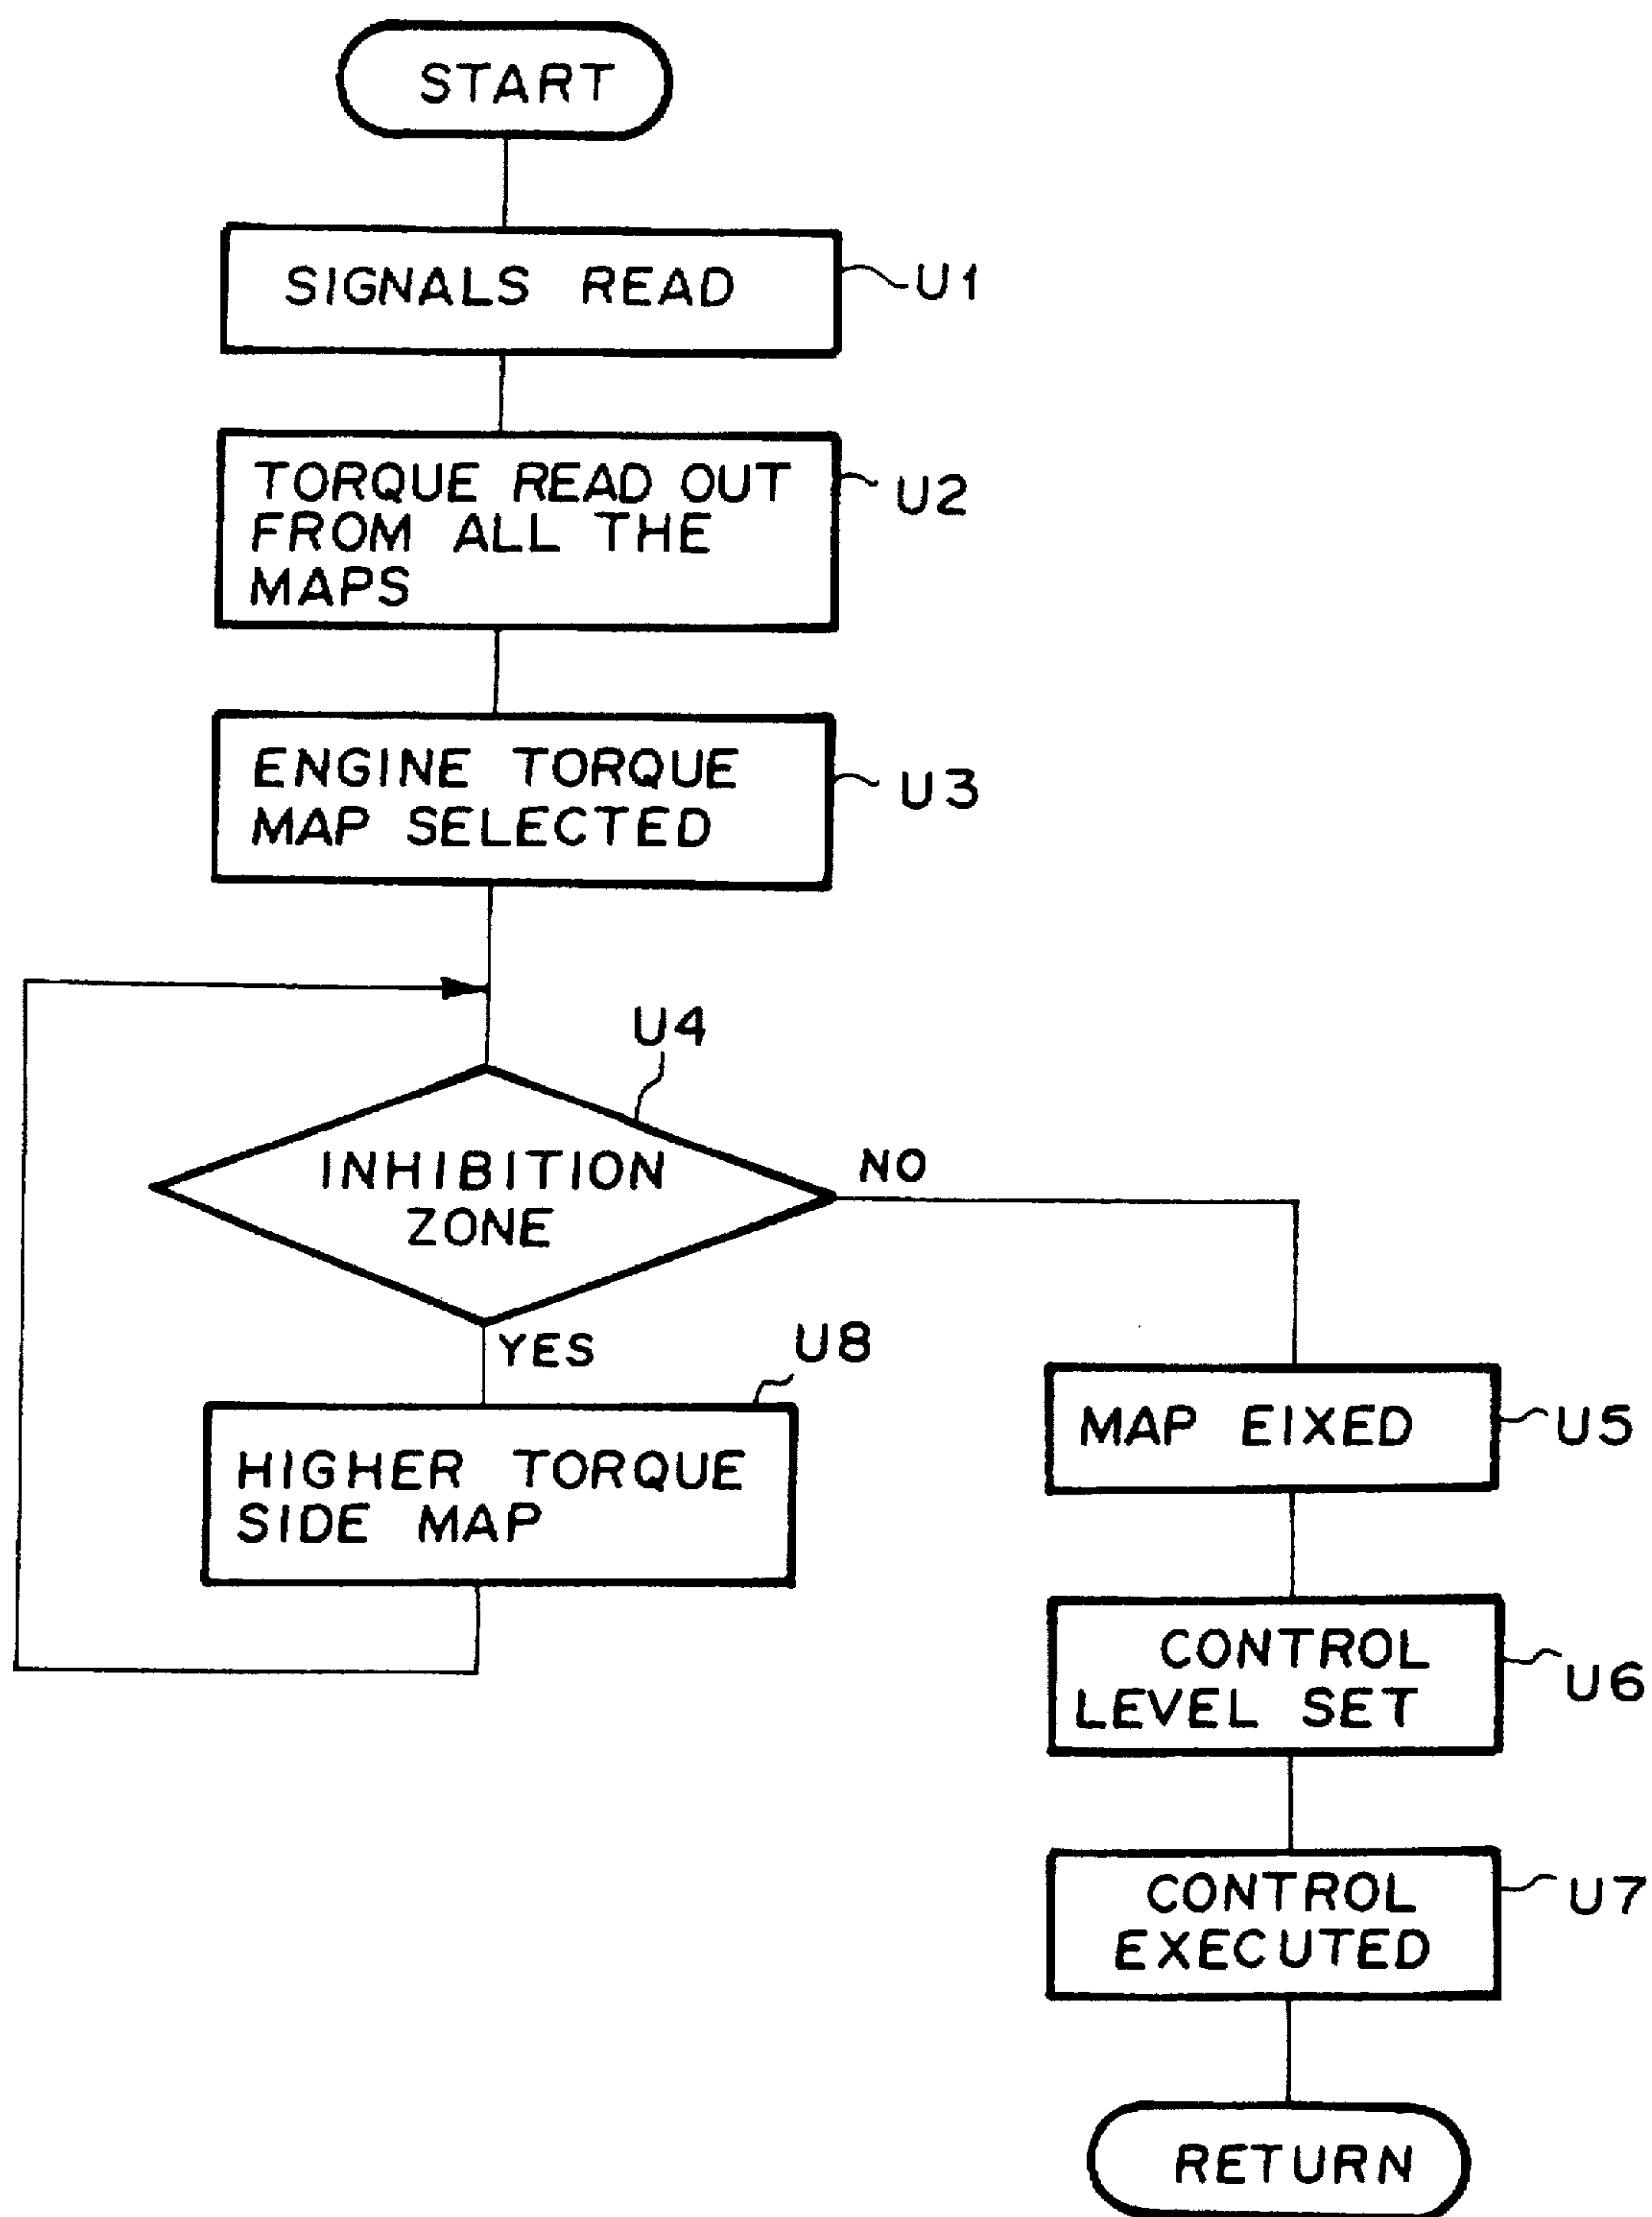 START
SIGNALS READ
U1
TORQUE READ OUT
FROM ALL THE
MAPS
U2
ENGINE TORQUE
MAP SELECTED
U3
U4
INHIBITION
ZONE
NO
YES
U8
HIGHER TORQUE
SIDE MAP
MAP EIXED
U5
CONTROL
LEVEL SET
U6
CONTROL
EXECUTED
U7
RETURN